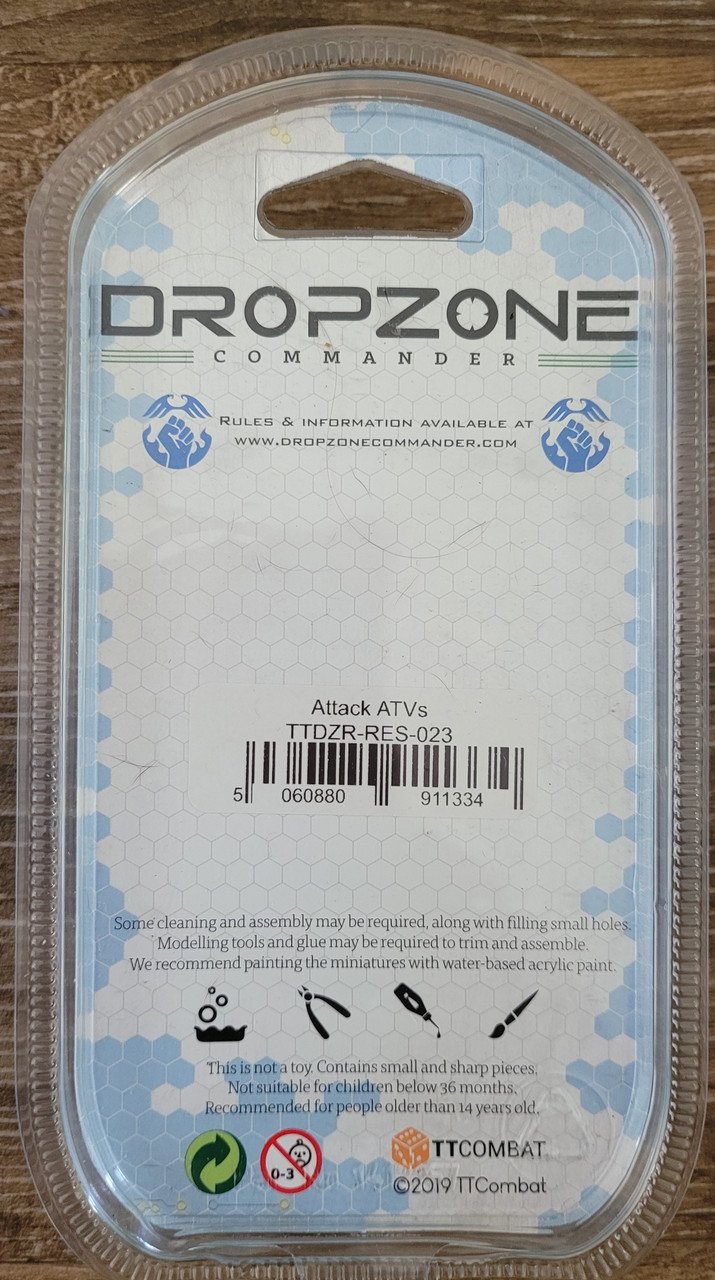 DROPZONE
COMMANDER
RULES & INFORMATION AVAILABLE AT
WWW.DROPZONECOMMANDER.COM
Attack ATVs
TTDZR-RES-023
5 060880 911334
Some cleaning and assembly may be required, along with filling small holes.
Modelling tools and glue may be required to trim and assemble.
We recommend painting the miniatures with water-based acrylic paint.
This is not a toy. Contains small and sharp pieces.
Not suitable for children below 36 months.
Recommended for people older than 14 years old.
0-3
TTCOMBAT
©2019 TTCombat